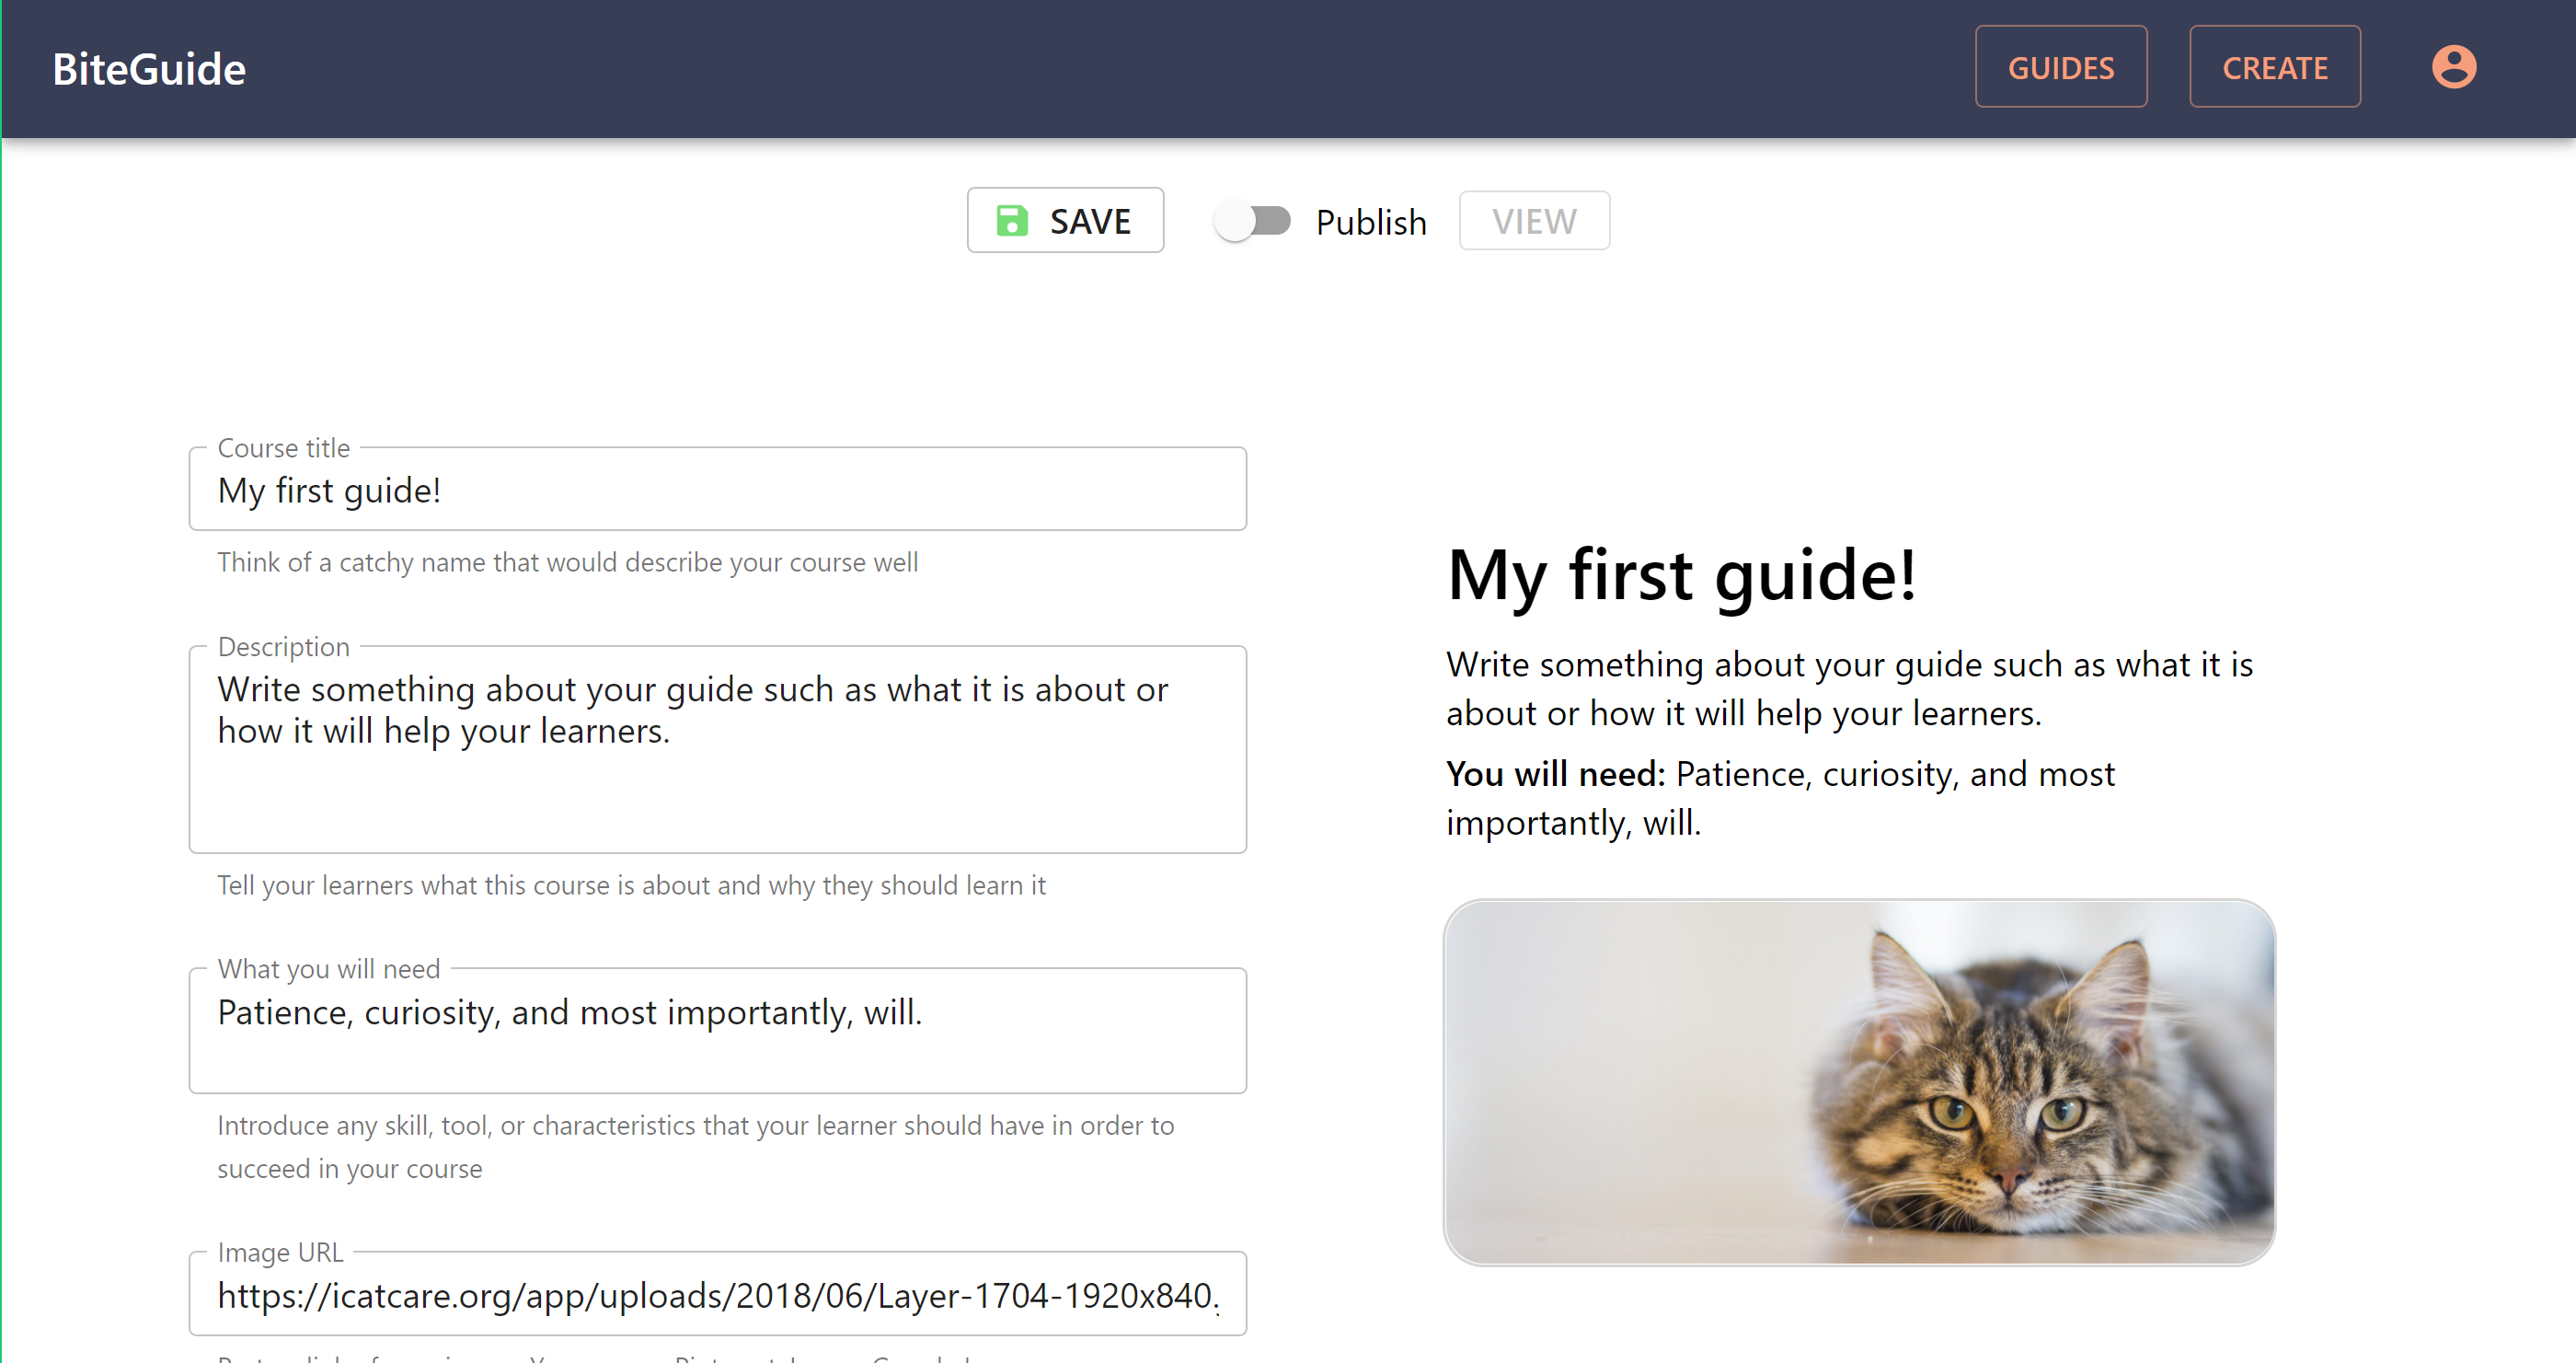 BiteGuide
GUIDES
CREATE
SAVE
Publish
VIEW
Course title
My first guide!
Think of a catchy name that would describe your course well
Description
Write something about your guide such as what it is about or
how it will help your learners.
Tell your learners what this course is about and why they should learn it
What you will need
Patience, curiosity, and most importantly, will.
Introduce any skill, tool, or characteristics that your learner should have in order to
succeed in your course
Image URL
https://icatcare.org/app/uploads/2018/06/Layer-1704-1920x840.
My first guide!
Write something about your guide such as what it is
about or how it will help your learners.
You will need: Patience, curiosity, and most
importantly, will.